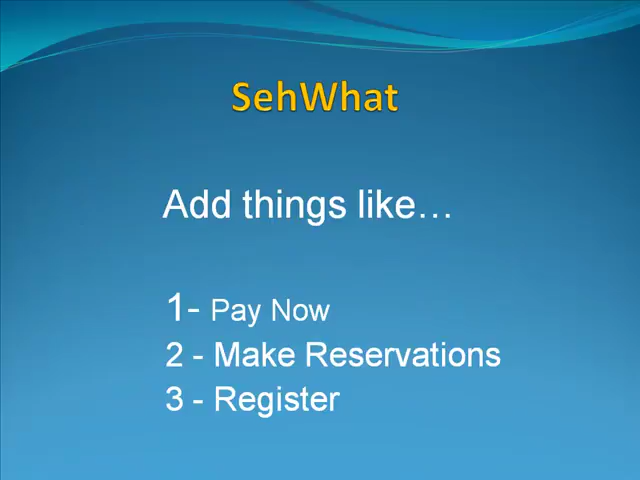 SehWhat
Add things like…
1- Pay Now
2 - Make Reservations
3 - Register